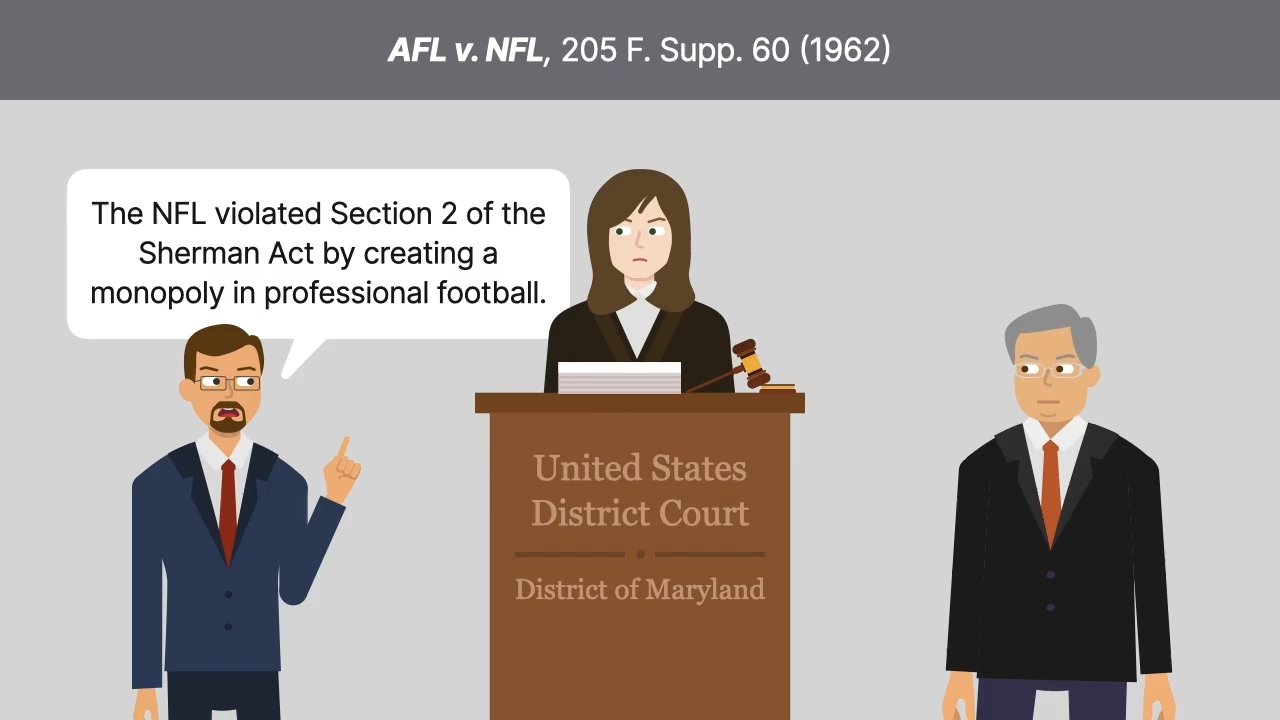 AFL v. NFL, 205 F. Supp. 60 (1962)
The NFL violated Section 2 of the
Sherman Act by creating a
monopoly in professional football.
United States
District Court
District of Maryland